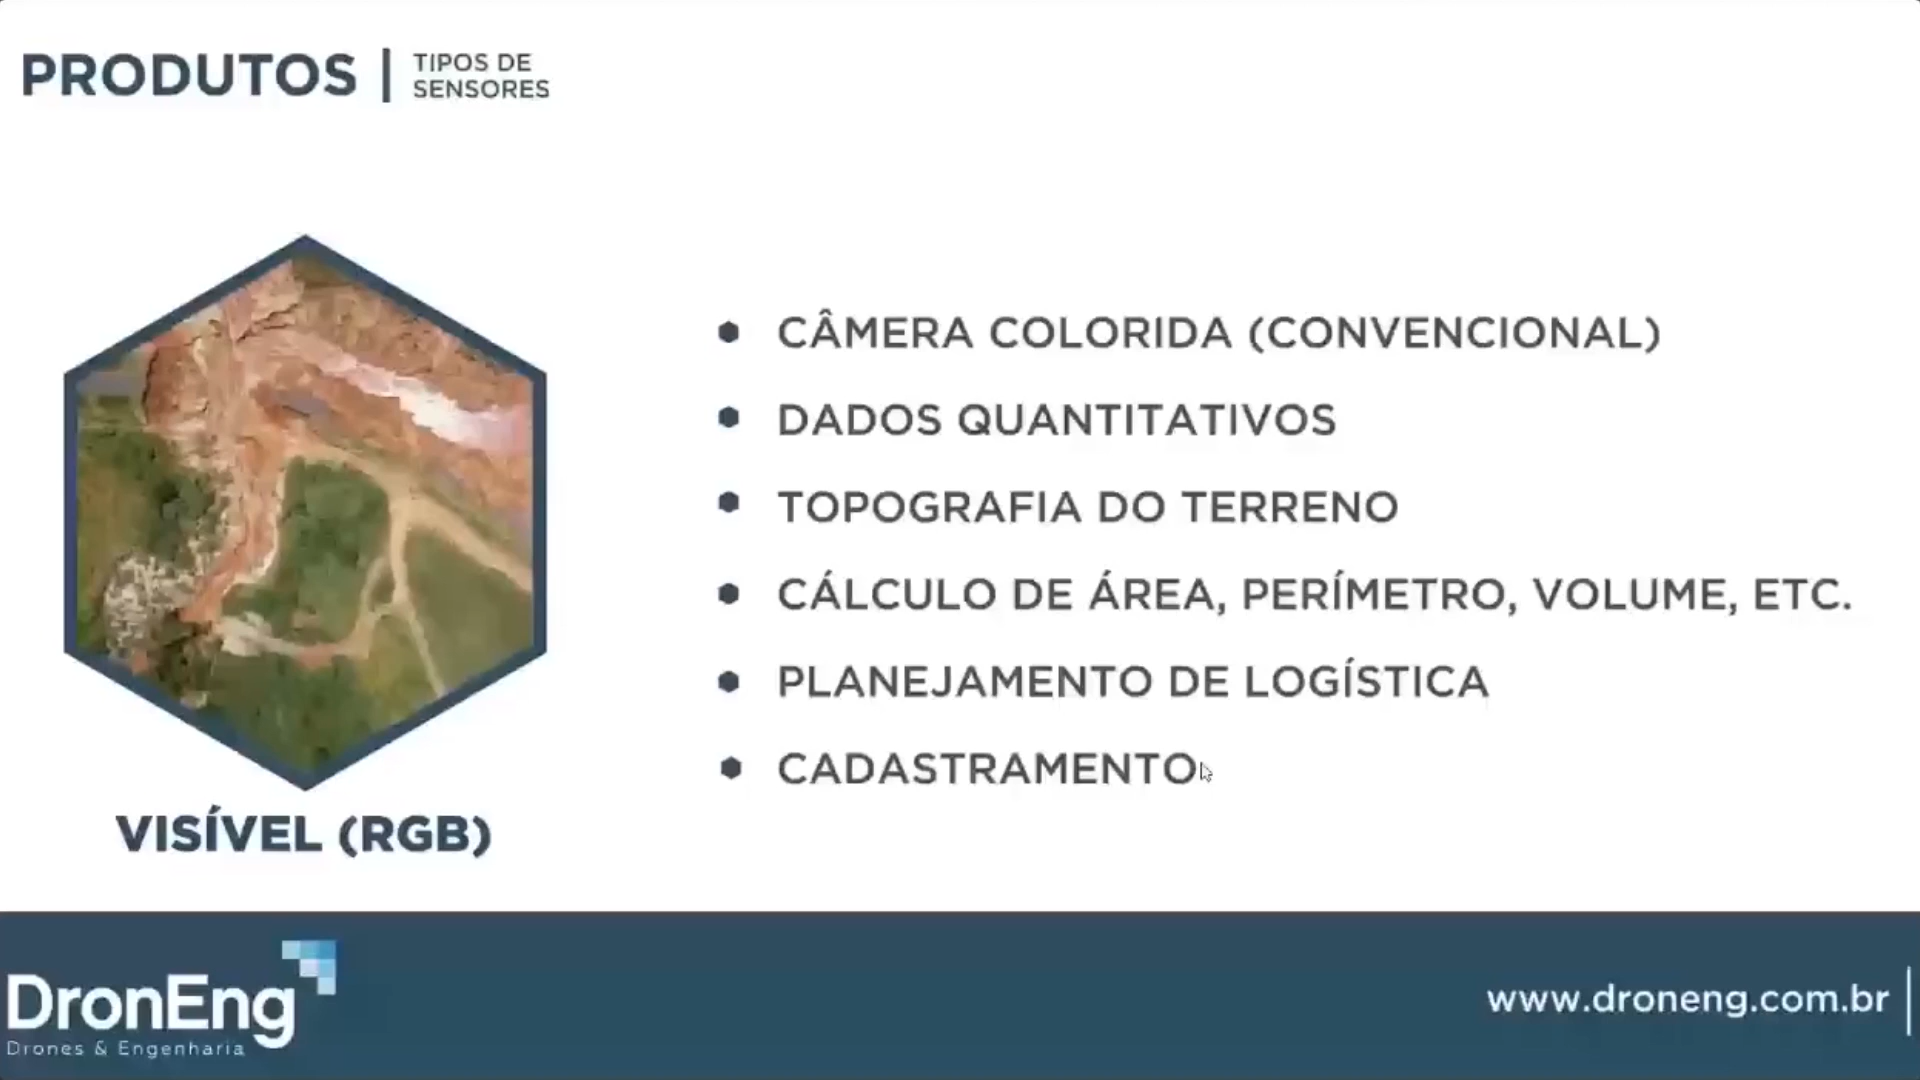 PRODUTOS
TIPOS DE
SENSORES
CÂMERA COLORIDA (CONVENCIONAL)
DADOS QUANTITATIVOS
TOPOGRAFIA DO TERRENO
CÁLCULO DE ÁREA, PERÍMETRO, VOLUME, ETC.
PLANEJAMENTO DE LOGÍSTICA
CADASTRAMENTO
VISÍVEL (RGB)
DronEng
Drones & Engenharia
www.droneng.com.br